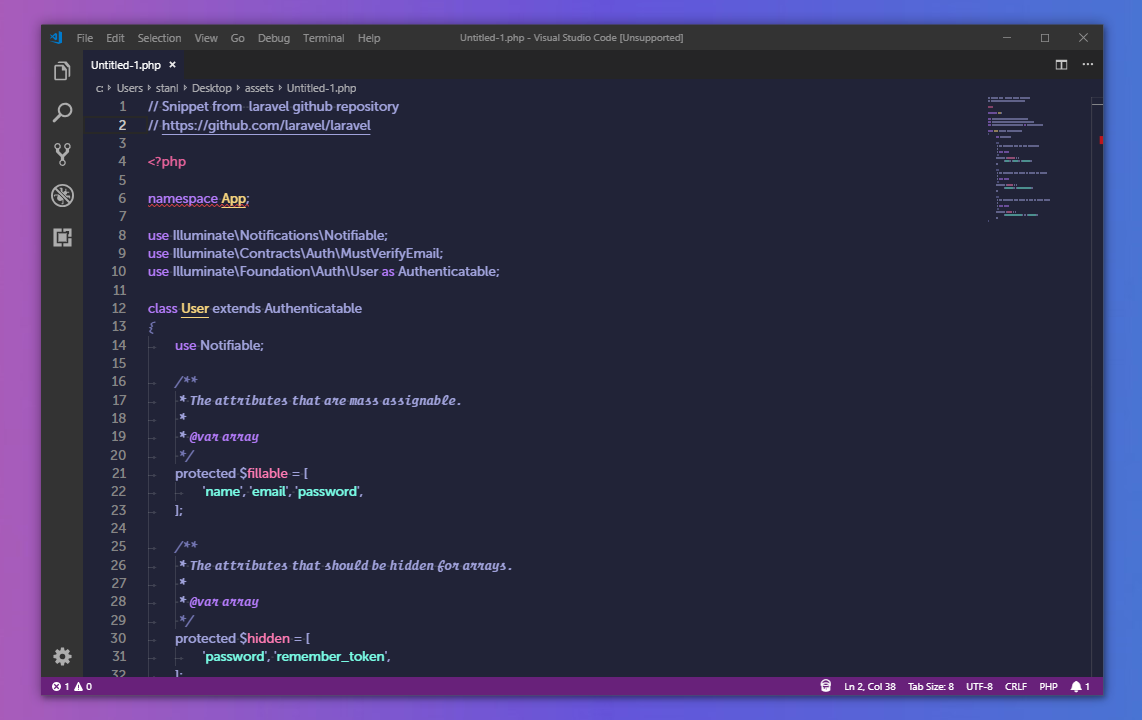 File Edit Selection View Go Debug Terminal Help Untitled-1.php - Visual Studio Code [Unsupported]
Untitled-1.php ×
c: › Users › stanl › Desktop › assets › Untitled-1.php
1 // Snippet from laravel github repository
2 // https://github.com/laravel/laravel
3
4 <?php
5
6 namespace App;
7
8 use Illuminate\Notifications\Notifiable;
9 use Illuminate\Contracts\Auth\MustVerifyEmail;
10 use Illuminate\Foundation\Auth\User as Authenticatable;
11
12 class User extends Authenticatable
13 {
14 use Notifiable;
15
16 /**
17 * The attributes that are mass assignable.
18 *
19 * @var array
20 */
21 protected $fillable = [
22 'name', 'email', 'password',
23 ];
24
25 /**
26 * The attributes that should be hidden for arrays.
27 *
28 * @var array
29 */
30 protected $hidden = [
31 'password', 'remember_token',
32 ];
1 0 Ln 2, Col 38 Tab Size: 8 UTF-8 CRLF PHP 1